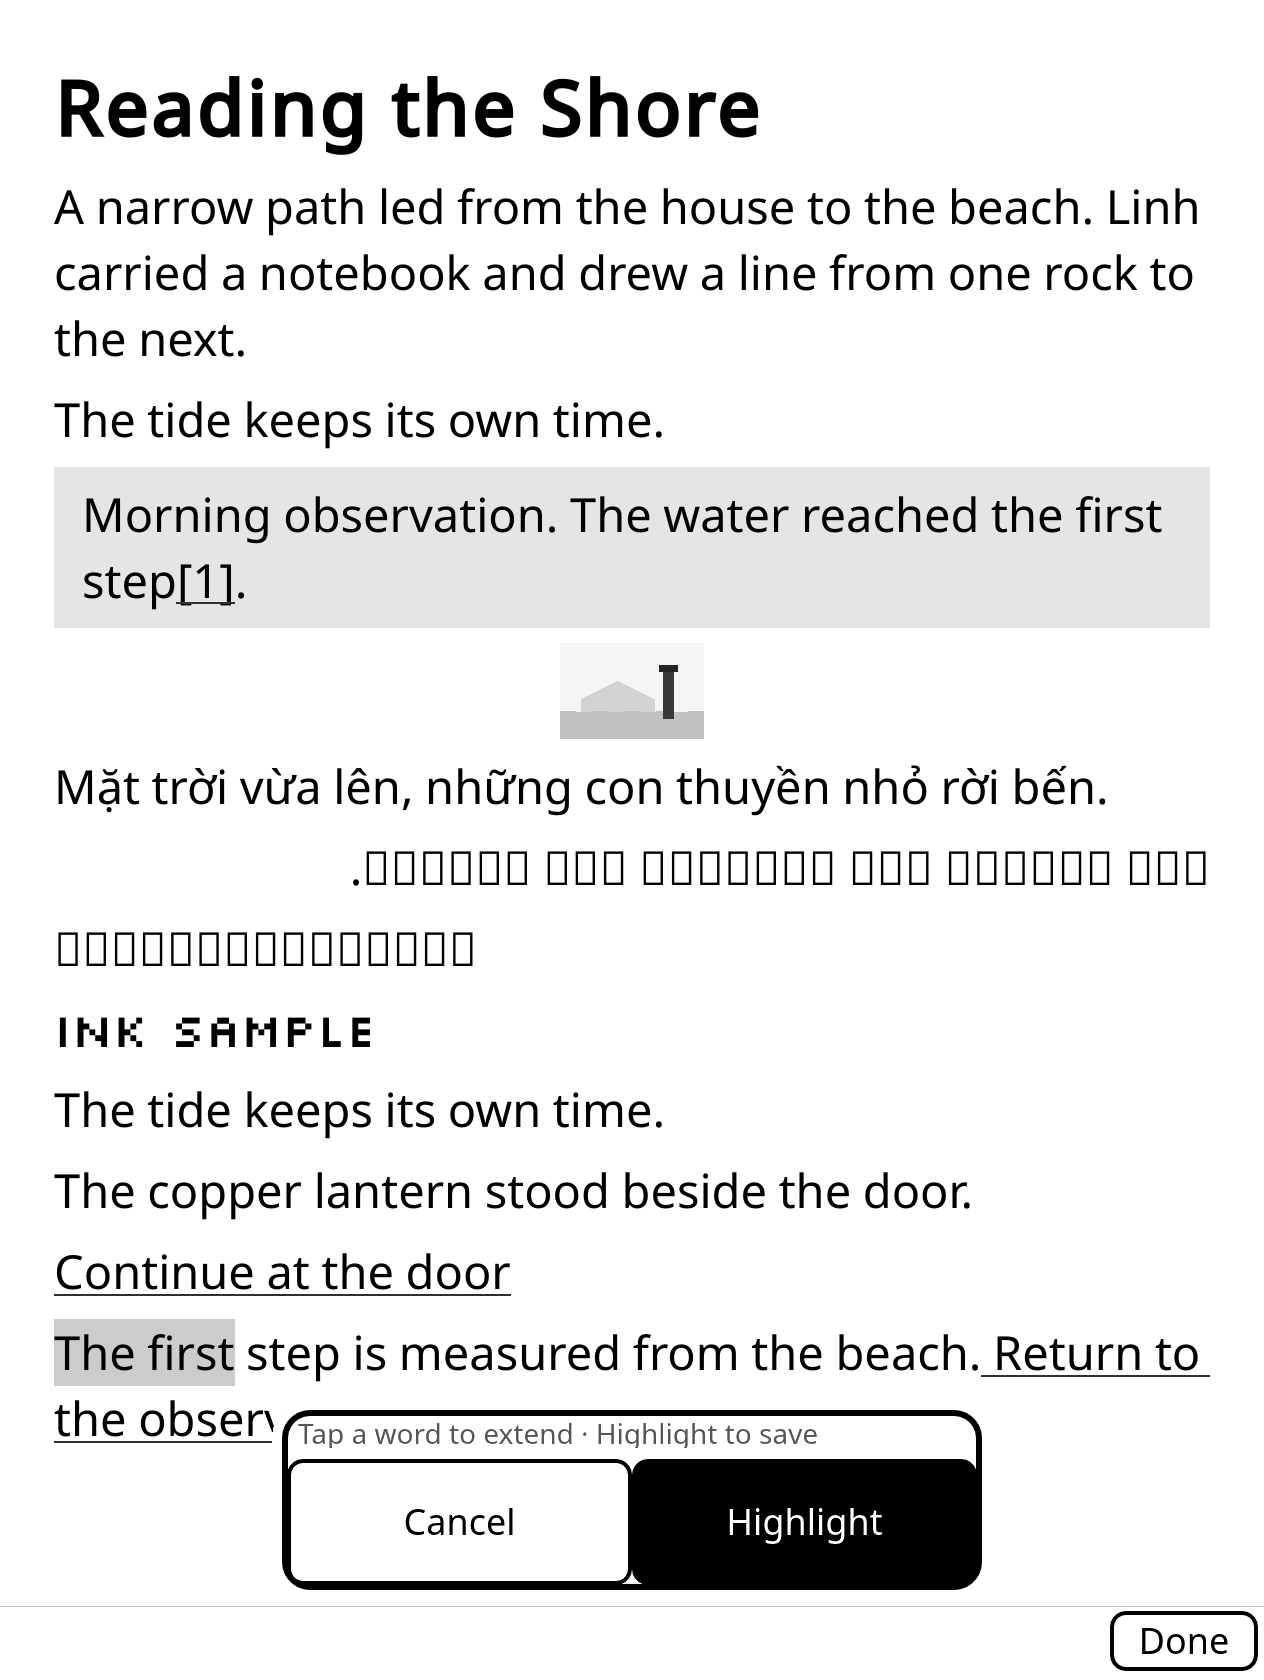 Reading the Shore
A narrow path led from the house to the beach. Linh
carried a notebook and drew a line from one rock to
the next.
The tide keeps its own time.
Morning observation. The water reached the first
step[1].
Mặt trời vừa lên, những con thuyền nhỏ rời bến.
INK SAMPLE
The tide keeps its own time.
The copper lantern stood beside the door.
Continue at the door
The first step is measured from the beach. Return to
the
Tap a word to extend · Highlight to save
Cancel Highlight
Done